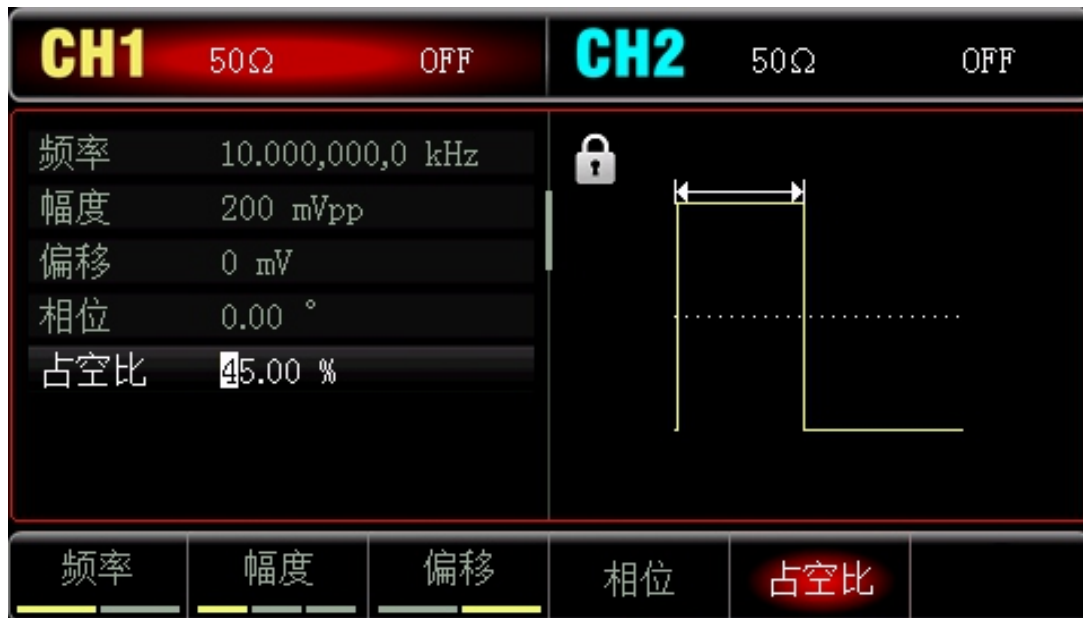 CH1 50Ω OFF CH2 50Ω OFF
频率 10.000,000,0 kHz
幅度 200 mVpp
偏移 0 mV
相位 0.00 °
占空比 45.00 %
频率 幅度 偏移 相位 占空比